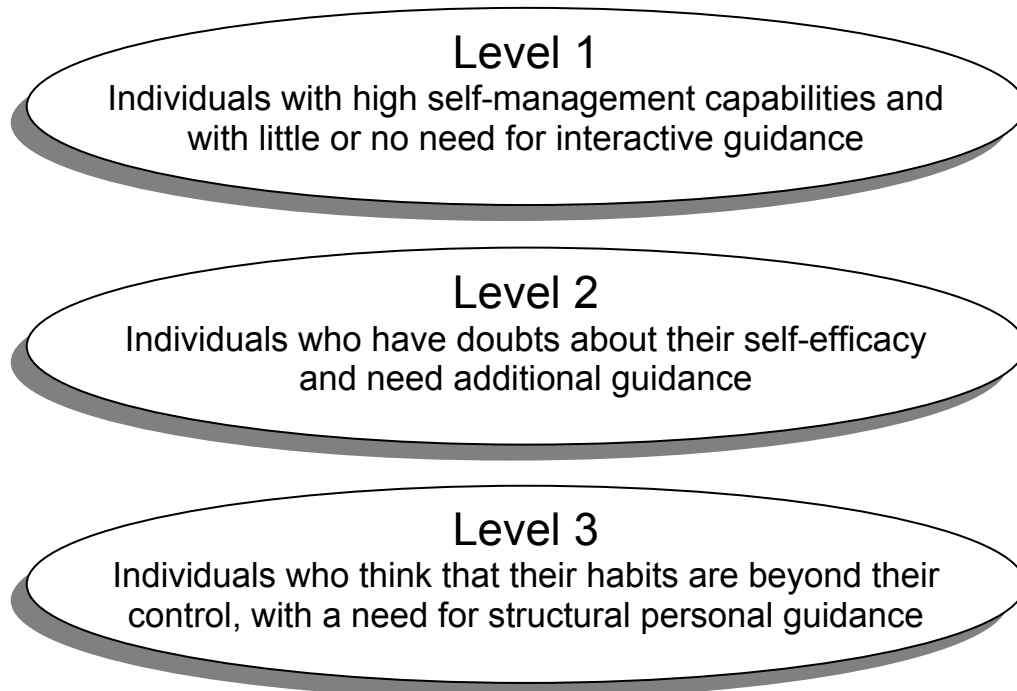 Level 1
Individuals with high self-management capabilities and
with little or no need for interactive guidance
Level 2
Individuals who have doubts about their self-efficacy
and need additional guidance
Level 3
Individuals who think that their habits are beyond their
control, with a need for structural personal guidance